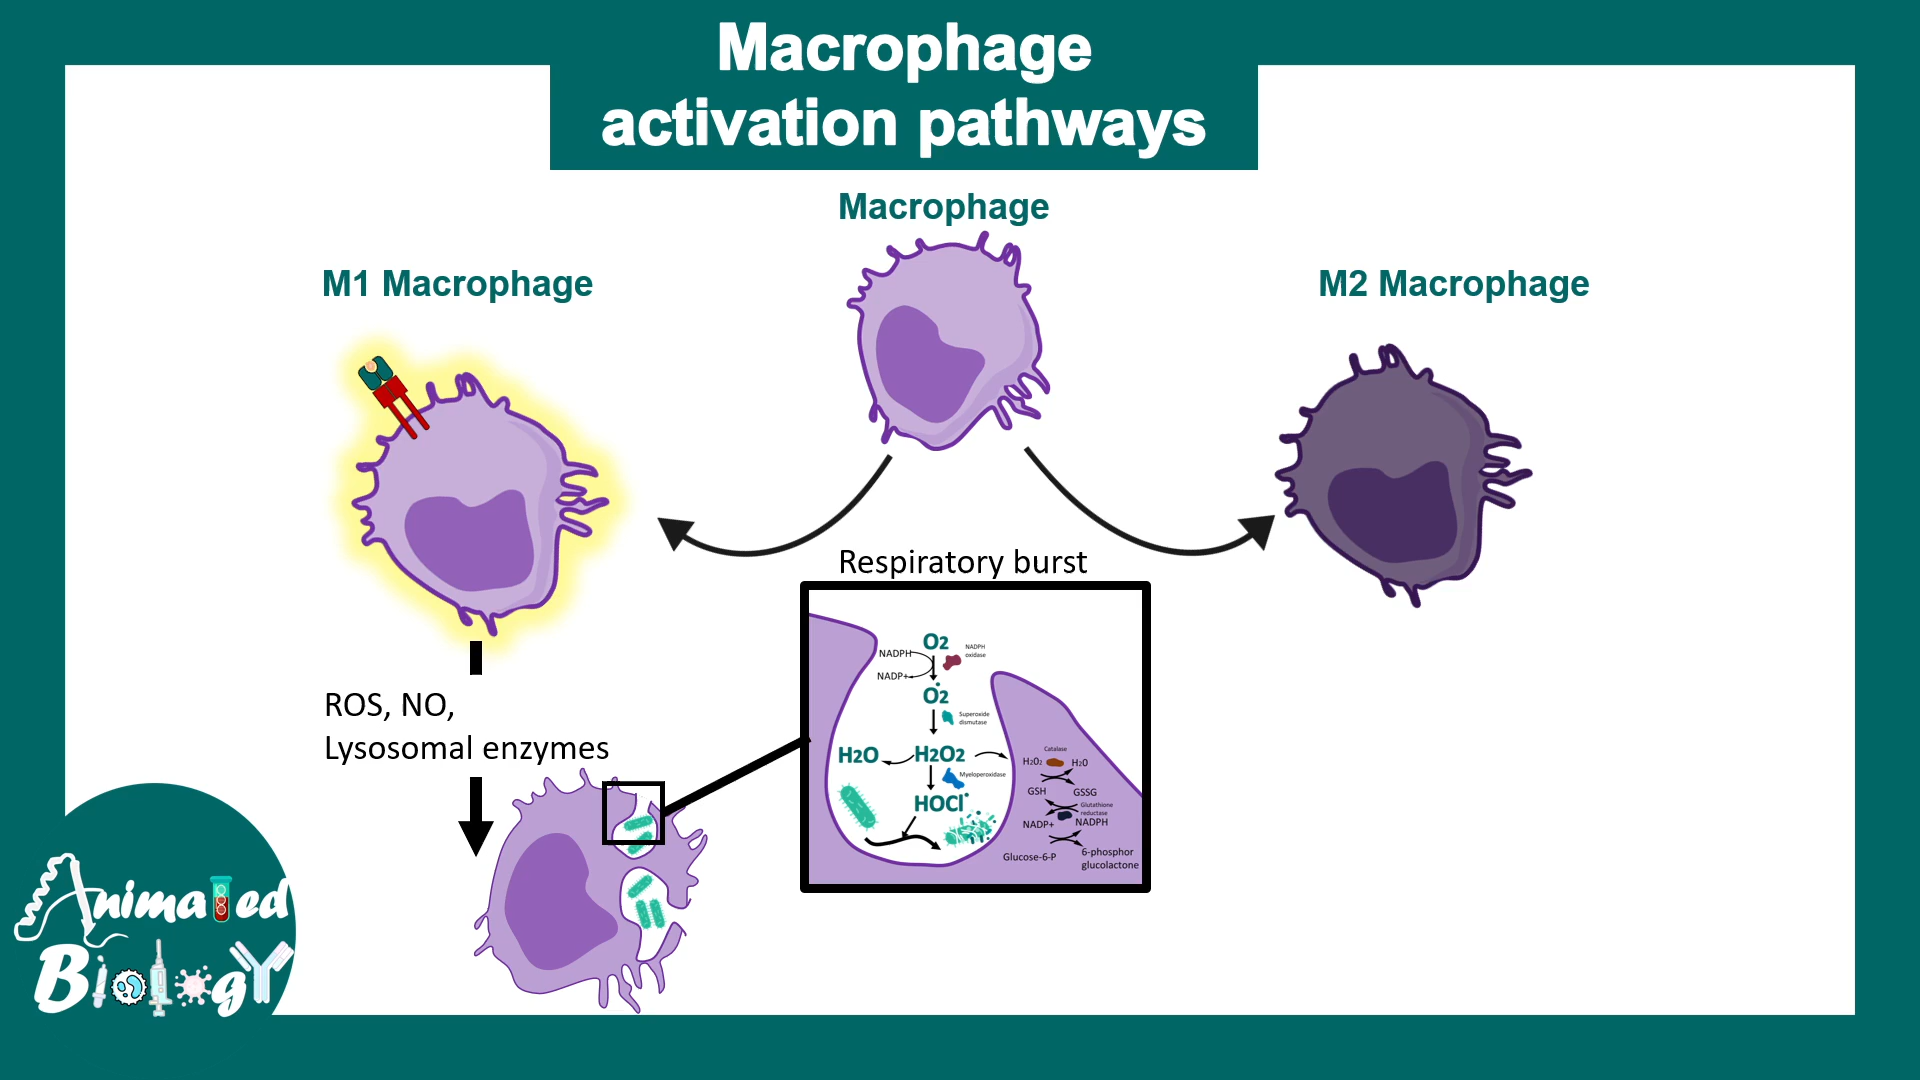 Macrophage
activation pathways
Macrophage
M1 Macrophage
M2 Macrophage
Respiratory burst
ROS, NO,
Lysosomal enzymes
O2
NADPH
NADPH
oxidase
NADP+
O2
Superoxide
dismutase
H2O
H2O2
Myeloperoxidase
HOCl
Catalase
H2O2
H2O
GSH
GSSG
Glutathione
reductase
NADP+
NADPH
Glucose-6-P
6-phosphor
glucolactone
Animated
Biology